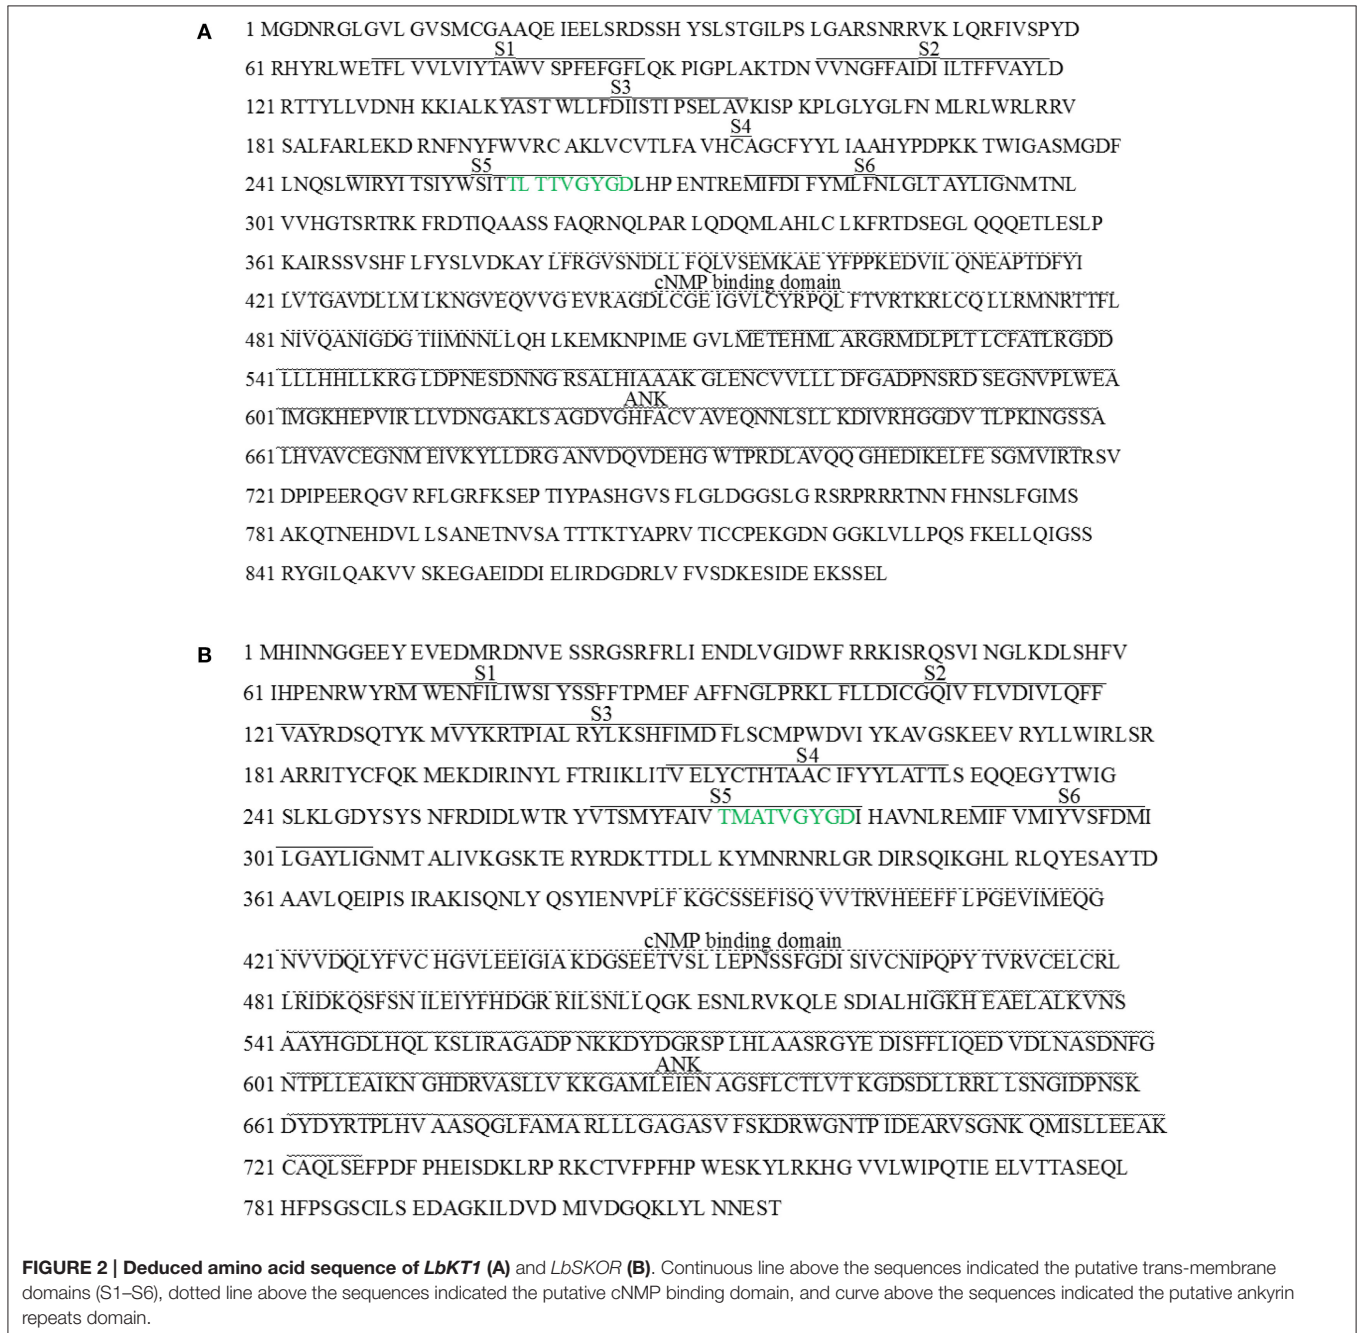 A
1 MGDNRGLGVL GVSMCGAAQE IEELSRDSSH YSLSTGILPS LGARSNRRVK LQRFIVSPYD
S1 S2
61 RHYRLWETFL VVLVIYTAWV SPFEFGFLQK PIGPLAKTDN VVNGFFAIDI ILTFFVAYLD
S3
121 RTTYLLVDNH KKIALKYAST WLLFDIISTI PSELAVKISP KPLGLYGLFN MLRLWRLRRV
S4
181 SALFARLEKD RNFNYFWVRC AKLVCVTLFA VHCAGCFYYL IAAHYPDPKK TWIGASMGDF
S5 S6
241 LNQSLWIRYI TSIYWSITTL TTVGYGDLHP ENTREMIFDI FYMLFNLGLT AYLIGNMTNL
301 VVHGTSRTRK FRDTIQAASS FAQRNQLPAR LQDQMLAHLC LKFRTDSEGL QQQETLESLP
361 KAIRSSVSHF LFYSLVDKAY LFRGVSNDLL FQLVSEMKAE YFPPKEDVIL QNEAPTDFYI
cNMP binding domain
421 LVTGAVDLLM LKNGVEQVVG EVRAGDLCGE IGVLCYRPQL FTVRTKRLCQ LLRMNRTTFL
481 NIVQANIGDG TIIMNNLLQH LKEMKNPIME GVLMETEHML ARGRMDLPLT LCFATLRGDD
541 LLLHHLLKRG LDPNESDNNG RSALHIAAAK GLENCVVLLL DFGADPNSRD SEGNVPLWEA
ANK
601 IMGKHEPVIR LLVDNGAKLS AGDVGHFACV AVEQNNLSLL KDIVRHGGDV TLPKINGSSA
661 LHVAVCEGNM EIVKYLLDRG ANVDQVDEHG WTPRDLAVQQ GHEDIKELFE SGMVIRTRSV
721 DPIPEERQGV RFLGRFKSEP TIYPASHGVS FLGLDGGSLG RSRPRRRTNN FHNSLFGIMS
781 AKQTNEHDVL LSANETNVSA TTTKTYAPRV TICCPEKGDN GGKLVLLPQS FKELLQIGSS
841 RYGILQAKVV SKEGAEIDDI ELIRDGDRLV FVSDKESIDE EKSSEL
B
1 MHINNGGEEY EVEDMRDNVE SSRGSRFRLI ENDLVGIDWF RRKISRQSVI NGLKDLSHFV
S1 S2
61 IHPENRWYRM WENFILIWSI YSSFFTPMEF AFFNGLPRKL FLLDICGQIV FLVDIVLQFF
S3
121 VAYRDSQTYK MVYKRTPIAL RYLKSHFIMD FLSCMPWDVI YKAVGSKEEV RYLLWIRLSR
S4
181 ARRITYCFQK MEKDIRINYL FTRIIKLITV ELYCTHTAAC IFYYLATTLS EQQEGYTWIG
S5 S6
241 SLKLGDYSYS NFRDIDLWTR YVTSMYFAIV TMATVGYGDI HAVNLREMIF VMIYVSFDMI
301 LGAYLIGNMT ALIVKGSKTE RYRDKTTDLL KYMNRNRLGR DIRSQIKGHL RLQYESAYTD
361 AAVLQEIPIS IRAKISQNLY QSYIENVPLF KGCSSEFISQ VVTRVHEEFF LPGEVIMEQG
cNMP binding domain
421 NVVDQLYFVC HGVLEEIGIA KDGSEETVSL LEPNSSFGDI SIVCNIPQPY TVRVCELCRL
481 LRIDKQSFSN ILEIYFHDGR RILSNLLQGK ESNLRVKQLE SDIALHIGKH EAELALKVNS
541 AAYHGDLHQL KSLIRAGADP NKKDYDGRSP LHLAASRGYE DISFFLIQED VDLNASDNFG
ANK
601 NTPLLEAIKN GHDRVASLLV KKGAMLEIEN AGSFLCTLVT KGDSDLLRRL LSNGIDPNSK
661 DYDYRTPLHV AASQGLFAMA RLLLGAGASV FSKDRWGNTP IDEARVSGNK QMISLLEEAK
721 CAQLSEFPDF PHEISDKLRP RKCTVFPFHP WESKYLRKHG VVLWIPQTIE ELVTTASEQL
781 HFPSGSCILS EDAGKILDVD MIVDGQKLYL NNEST
FIGURE 2 | Deduced amino acid sequence of LbKT1 (A) and LbSKOR (B). Continuous line above the sequences indicated the putative trans-membrane
domains (S1–S6), dotted line above the sequences indicated the putative cNMP binding domain, and curve above the sequences indicated the putative ankyrin
repeats domain.